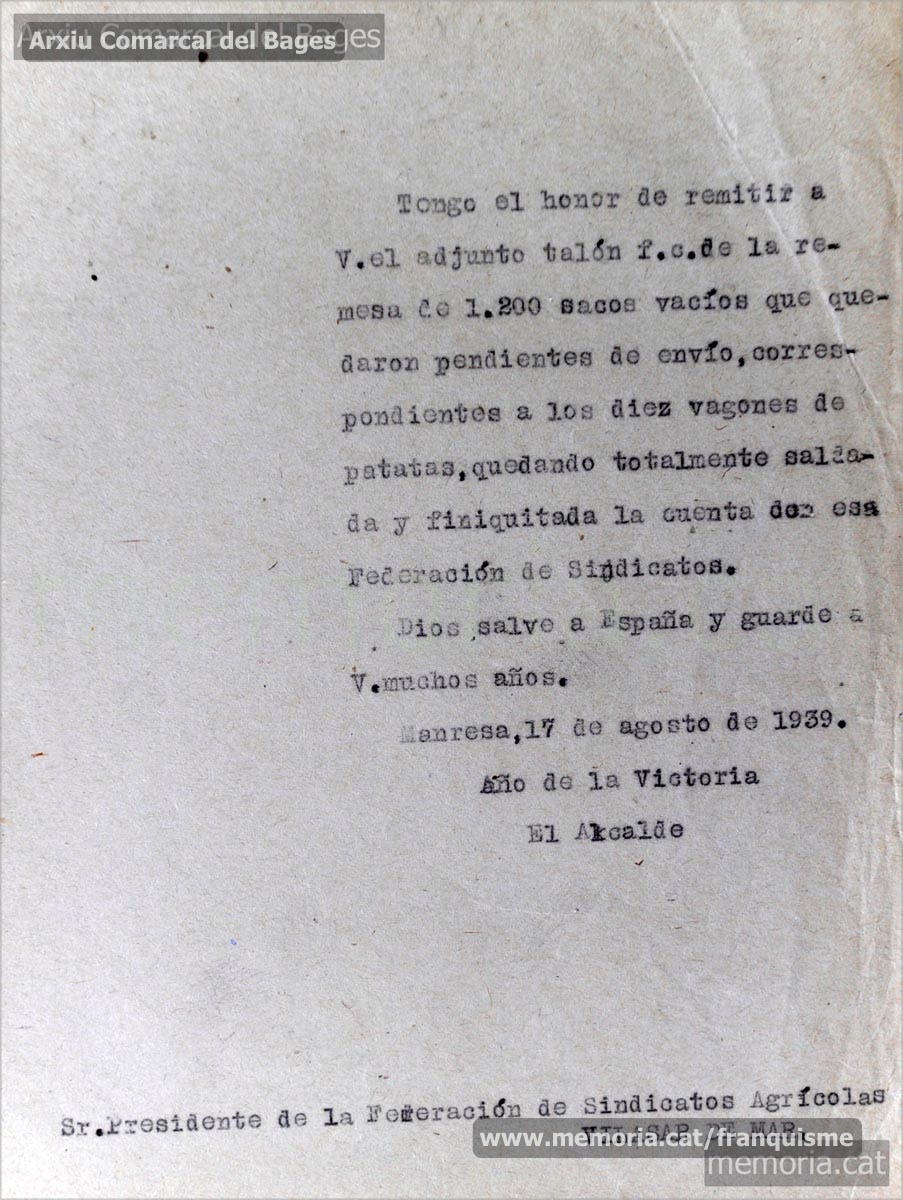 Arxiu Comarcal del Bages
Tengo el honor de remitir a
V.el adjunto talón f.c.de la re-
mesa de 1.200 sacos vacíos que que-
daron pendientes de envío,corres-
pondientes a los diez vagones de
patatas,quedando totalmente salda-
da y finiquitada la cuenta con esa
Federación de Sindicatos.
Dios salve a España y guarde a
V.muchos años.
Manresa,17 de agosto de 1939.
Año de la Victoria
El Alcalde
Sr.Presidente de la Federación de Sindicatos Agrícolas
VILASAR DE MAR
www.memoria.cat/franquisme
memoria.cat